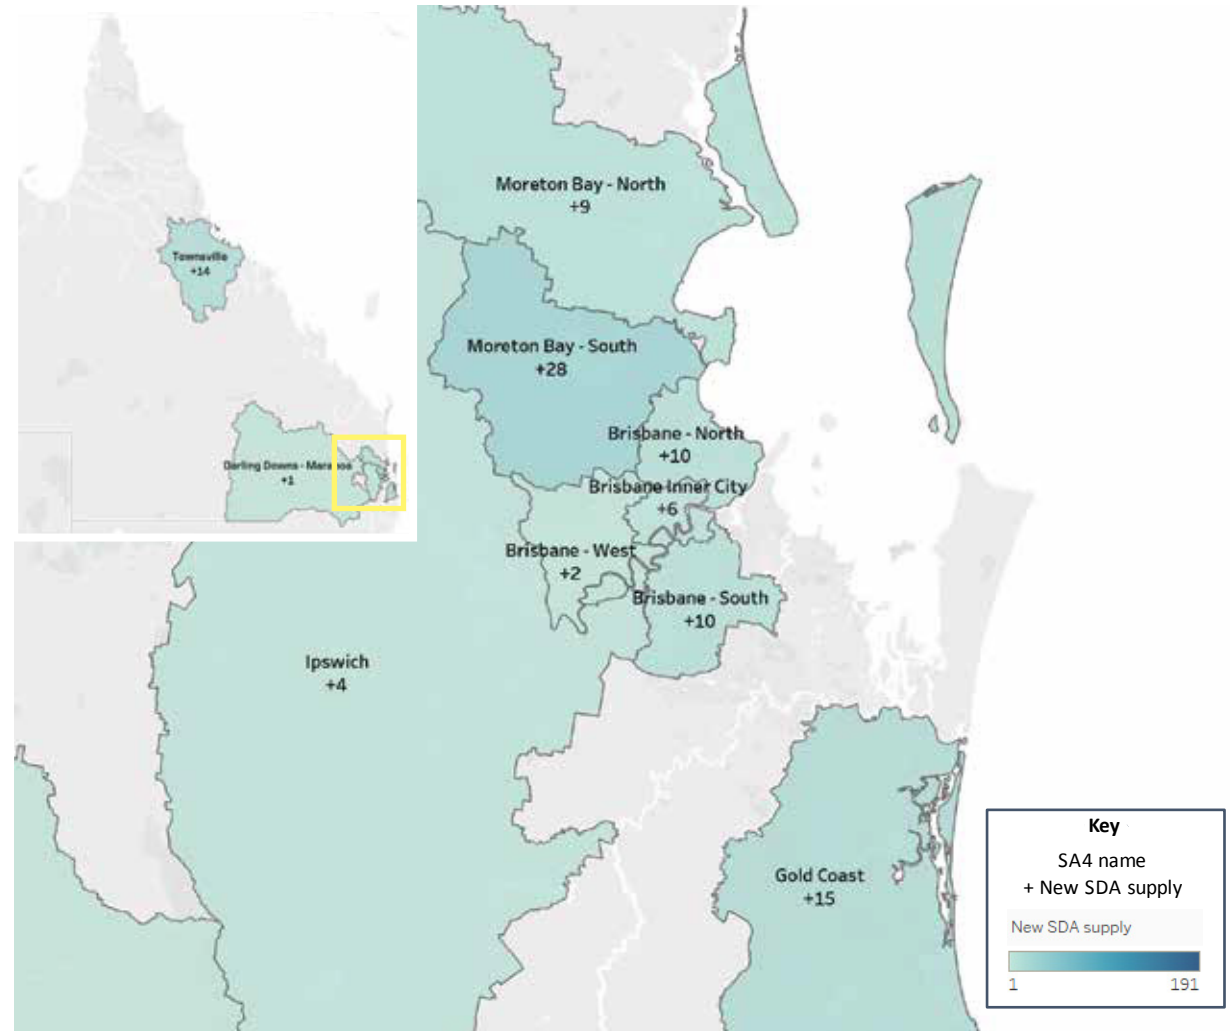 Townsville
+14
Darling Downs - Maranoa
+1
Moreton Bay - North
+9
Moreton Bay - South
+28
Brisbane - North
+10
Brisbane Inner City
+6
Brisbane - West
+2
Brisbane - South
+10
Ipswich
+4
Gold Coast
+15
Key
SA4 name
+ New SDA supply
New SDA supply
1 191